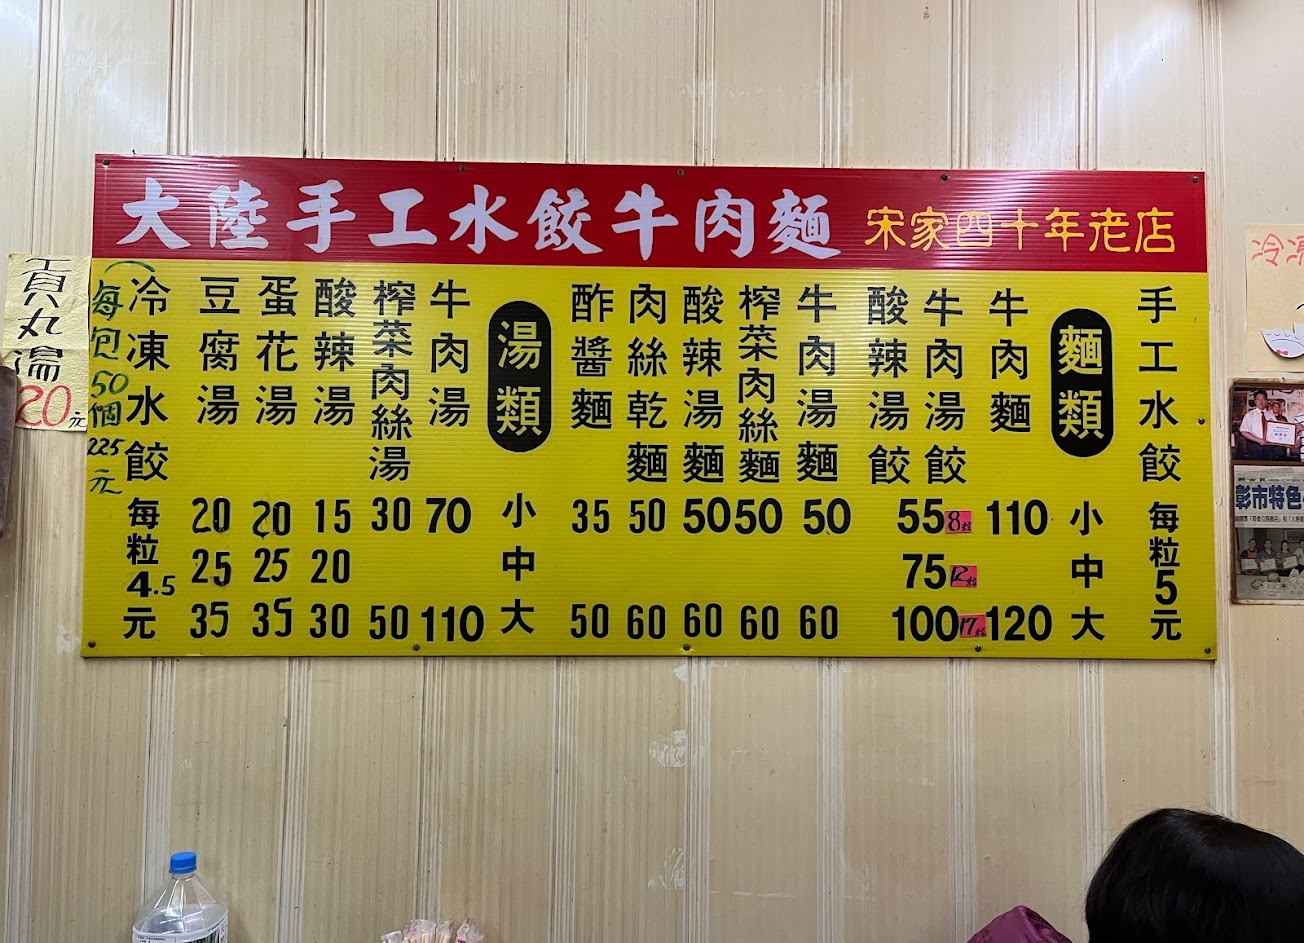 大陸手工水餃牛肉麵 宋家四十年老店
手工水餃 每粒5元
麵類 小 中 大
牛肉麵 110 120
牛肉湯餃
酸辣湯餃
55 8粒
75 12粒
100 17粒
牛肉湯麵 50 60
榨菜肉絲麵 50 60
酸辣湯麵 50 60
肉絲乾麵 50 60
酢醬麵 35 50
湯類 小 中 大
牛肉湯 70 110
榨菜肉絲湯 30 50
酸辣湯 15 20 30
蛋花湯 20 25 35
豆腐湯 20 25 35
冷凍水餃 每粒4.5元
(每包50個225元
貢丸湯20元
冷凍
彰市特色